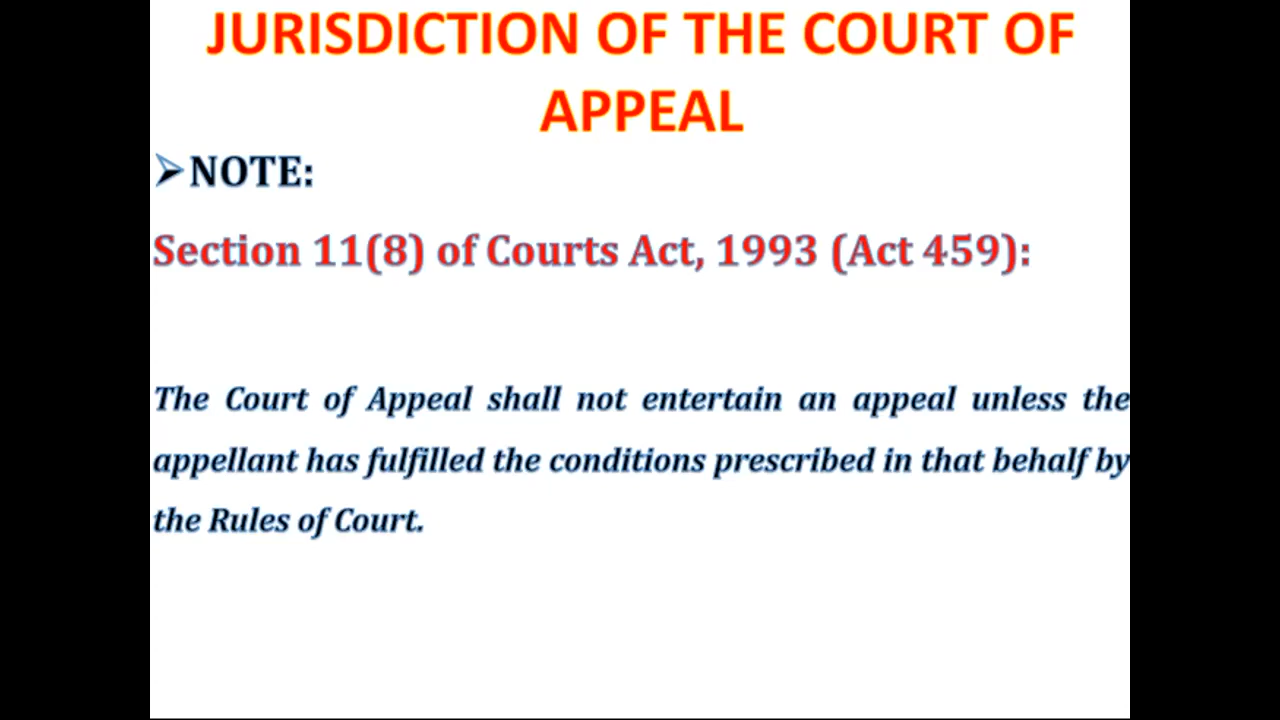 JURISDICTION OF THE COURT OF
APPEAL
➢NOTE:
Section 11(8) of Courts Act, 1993 (Act 459):
The Court of Appeal shall not entertain an appeal unless the
appellant has fulfilled the conditions prescribed in that behalf by
the Rules of Court.